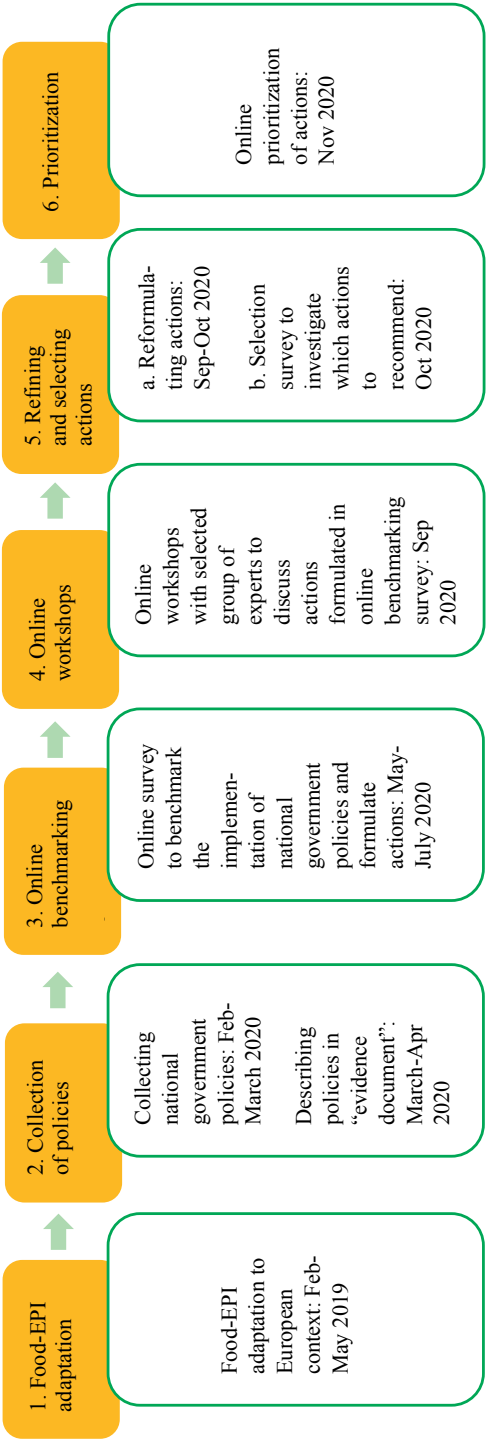 1. Food-EPI
adaptation
Food-EPI
adaptation to
European
context: Feb-
May 2019
2. Collection
of policies
Collecting
national
government
policies: Feb-
March 2020
Describing
policies in
“evidence
document”:
March-Apr
2020
3. Online
benchmarking
Online survey
to benchmark
the
implemen-
tation of
national
government
policies and
formulate
actions: May-
July 2020
4. Online
workshops
Online
workshops
with selected
group of
experts to
discuss
actions
formulated in
online
benchmarking
survey: Sep
2020
5. Refining
and selecting
actions
a. Reformula-
ting actions:
Sep-Oct 2020
b. Selection
survey to
investigate
which actions
to
recommend:
Oct 2020
6. Prioritization
Online
prioritization
of actions:
Nov 2020